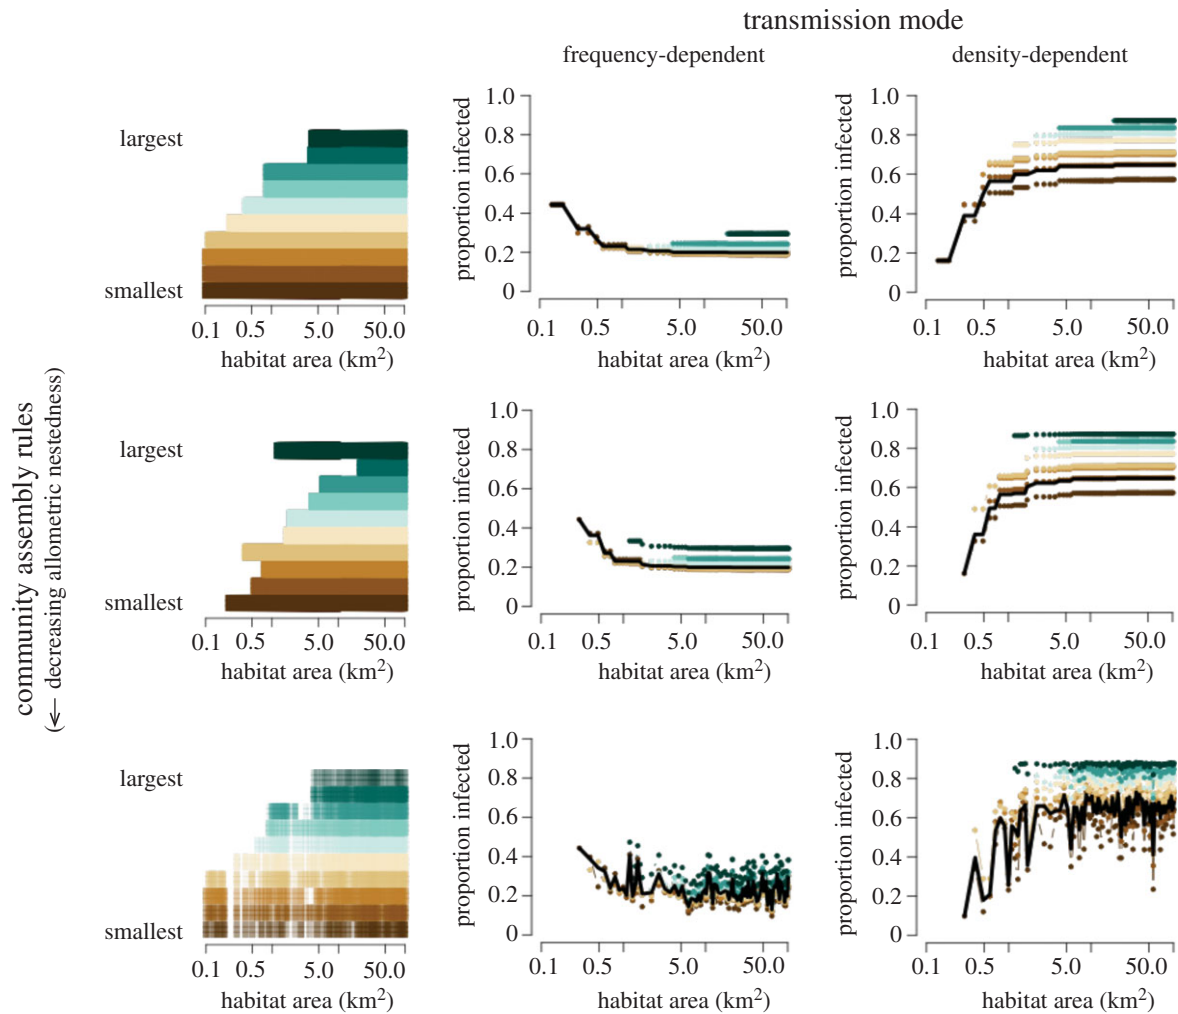 transmission mode
frequency-dependent
density-dependent
community assembly rules
(← decreasing allometric nestedness)
largest
smallest
0.1 0.5 5.0 50.0
habitat area (km²)
proportion infected
1.0
0.8
0.6
0.4
0.2
0
0.1 0.5 5.0 50.0
habitat area (km²)
proportion infected
1.0
0.8
0.6
0.4
0.2
0
0.1 0.5 5.0 50.0
habitat area (km²)
largest
smallest
0.1 0.5 5.0 50.0
habitat area (km²)
proportion infected
1.0
0.8
0.6
0.4
0.2
0
0.1 0.5 5.0 50.0
habitat area (km²)
proportion infected
1.0
0.8
0.6
0.4
0.2
0
0.1 0.5 5.0 50.0
habitat area (km²)
largest
smallest
0.1 0.5 5.0 50.0
habitat area (km²)
proportion infected
1.0
0.8
0.6
0.4
0.2
0
0.1 0.5 5.0 50.0
habitat area (km²)
proportion infected
1.0
0.8
0.6
0.4
0.2
0
0.1 0.5 5.0 50.0
habitat area (km²)